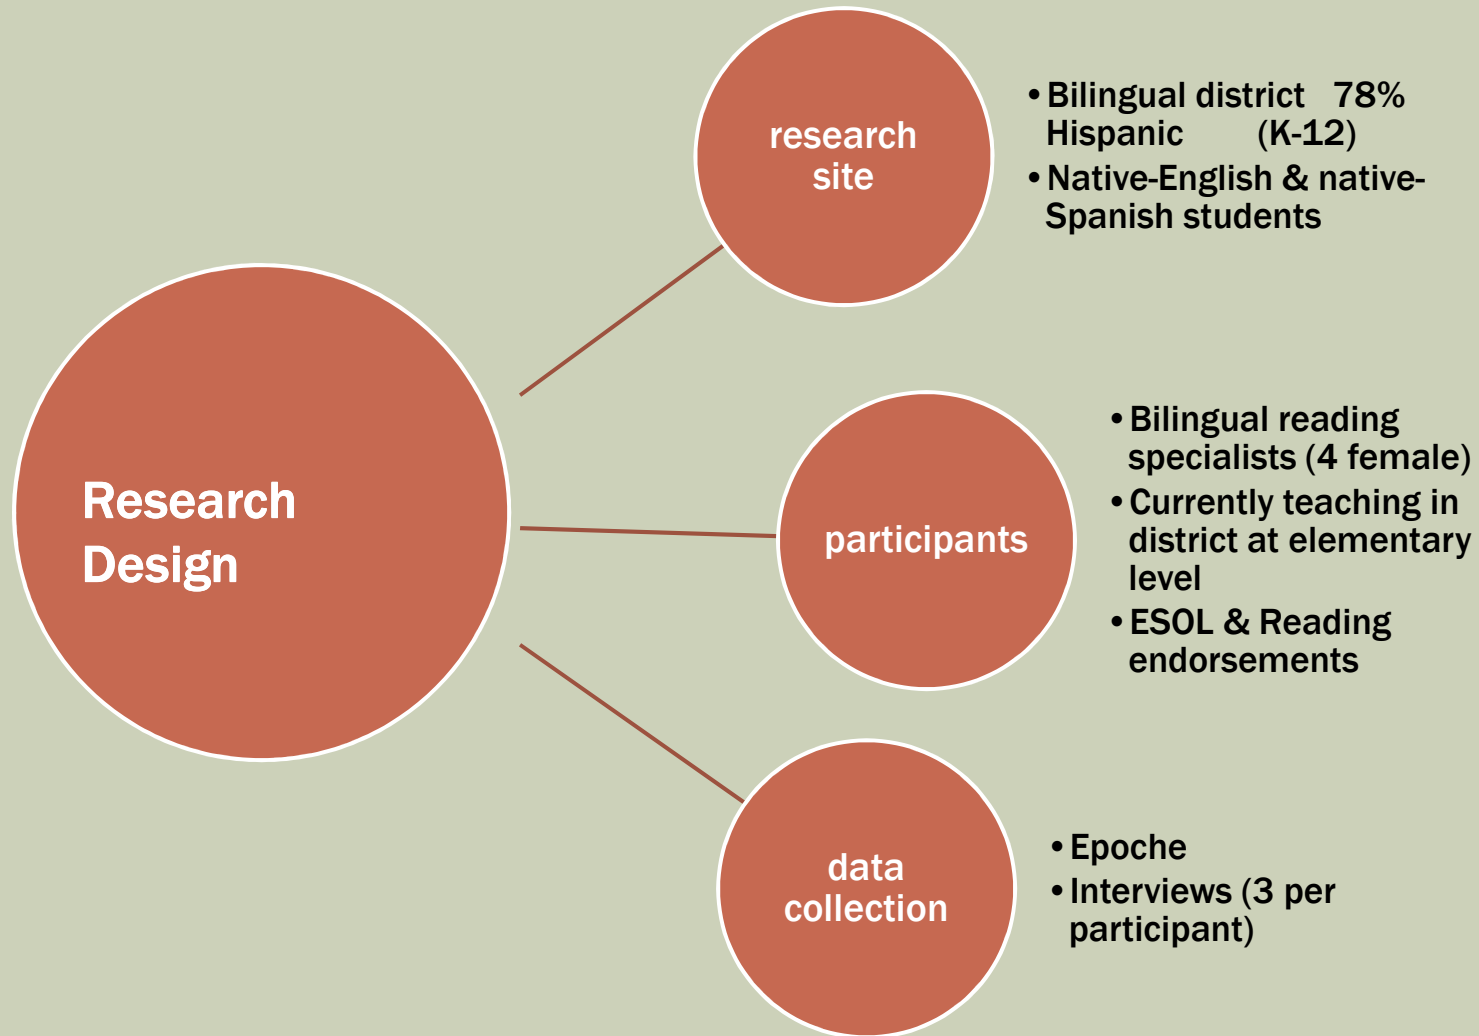 Research
Design
research
site
• Bilingual district 78%
Hispanic (K-12)
• Native-English & native-
Spanish students
participants
• Bilingual reading
specialists (4 female)
• Currently teaching in
district at elementary
level
• ESOL & Reading
endorsements
data
collection
• Epoche
• Interviews (3 per
participant)